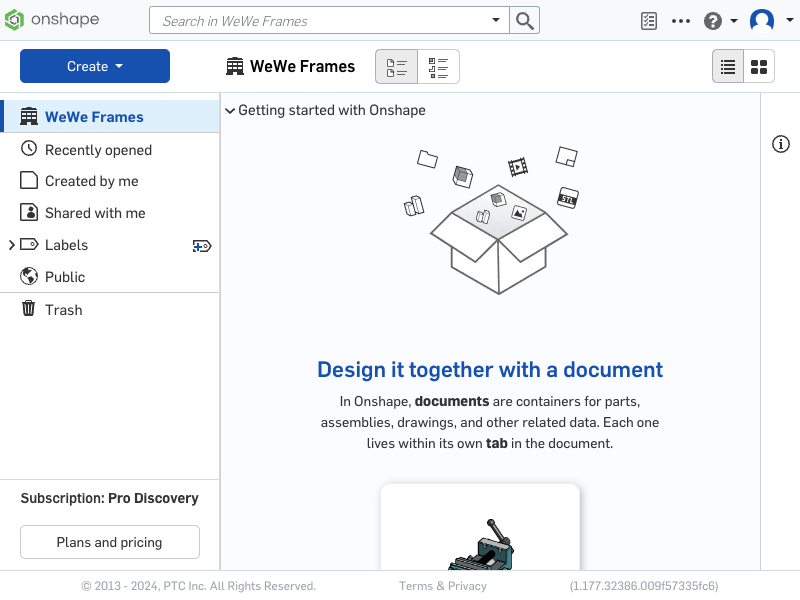 onshape
Search in WeWe Frames
Create
WeWe Frames
WeWe Frames
Recently opened
Created by me
Shared with me
Labels
Public
Trash
Subscription: Pro Discovery
Plans and pricing
Getting started with Onshape
STL
Design it together with a document
In Onshape, documents are containers for parts,
assemblies, drawings, and other related data. Each one
lives within its own tab in the document.
© 2013 - 2024, PTC Inc. All Rights Reserved.
Terms & Privacy
(1.177.32386.009f57335fc6)